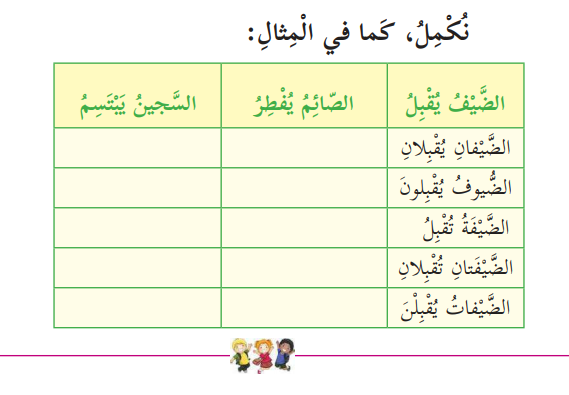 نُكْمِلُ، كَما في الْمِثالِ:
الضَّيْفُ يُقْبِلُ الصّائِمُ يُفْطِرُ السَّجينُ يَبْتَسِمُ
الضَّيْفانِ يُقْبِلانِ
الضُّيوفُ يُقْبِلونَ
الضَّيْفَةُ تُقْبِلُ
الضَّيْفَتانِ تُقْبِلانِ
الضَّيْفاتُ يُقْبِلْنَ